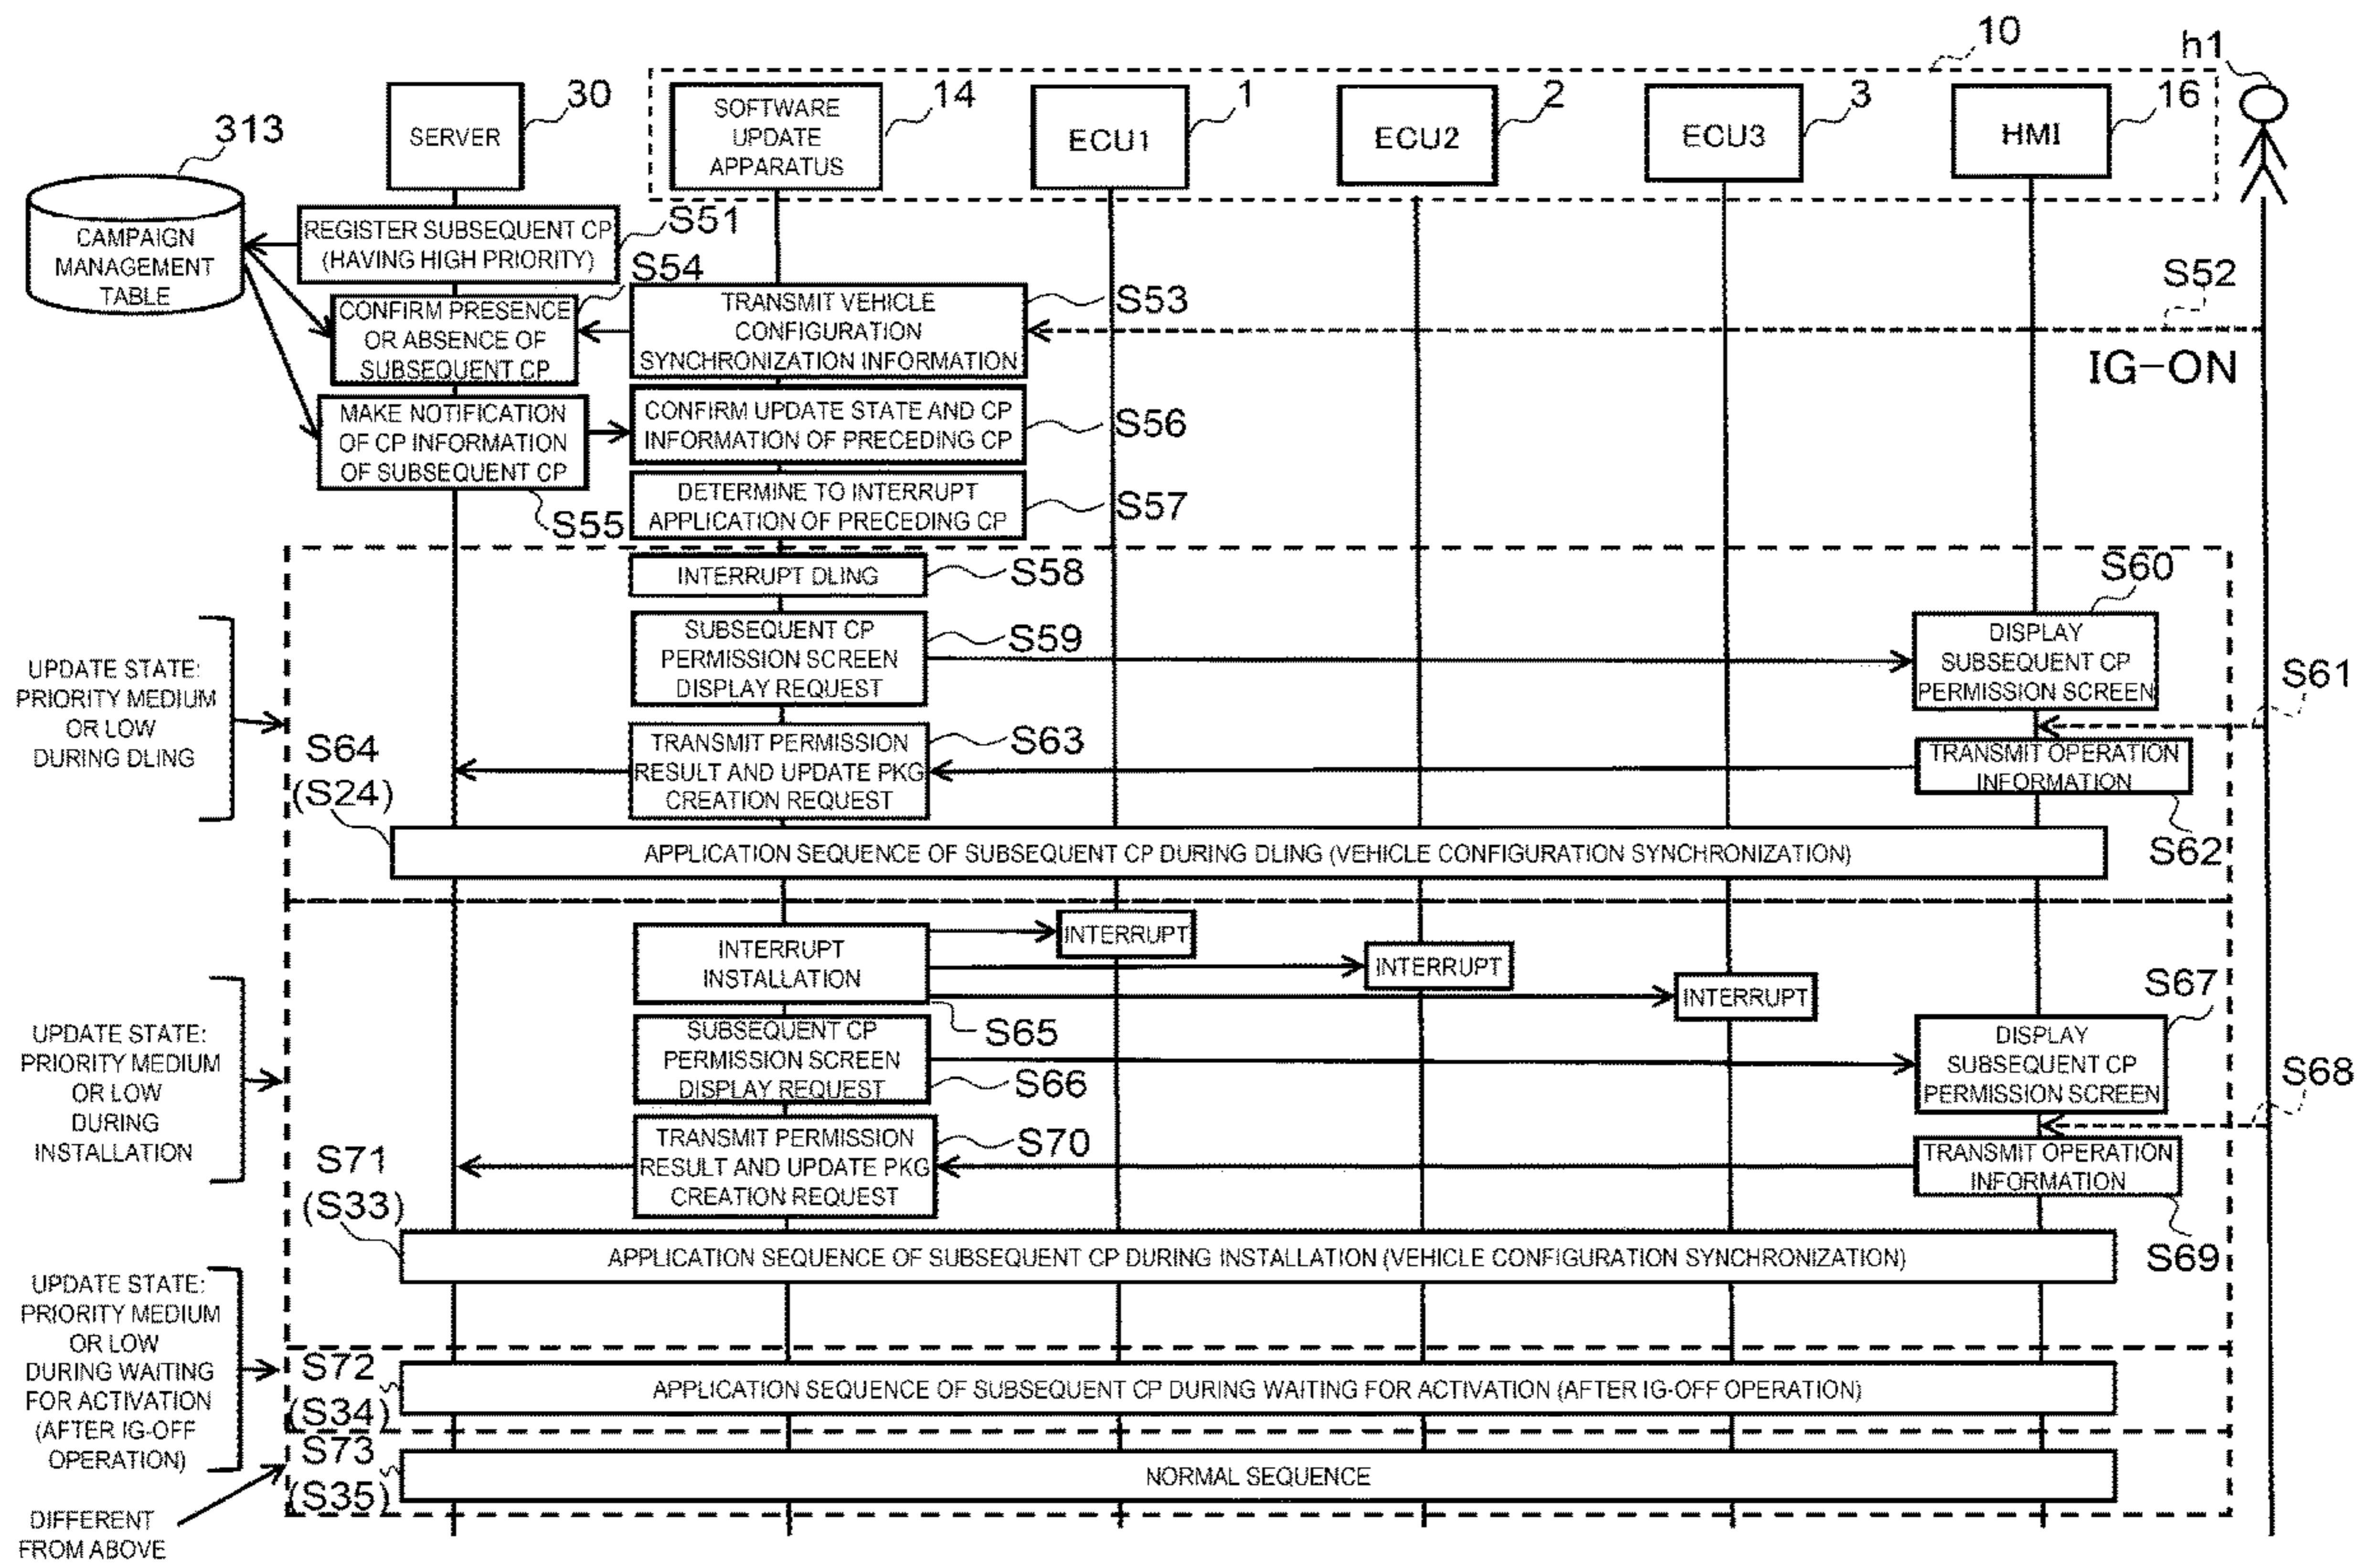 10
h1
30
14
1
2
3
16
313
SERVER
SOFTWARE
UPDATE
APPARATUS
ECU1
ECU2
ECU3
HMI
CAMPAIGN
MANAGEMENT
TABLE
REGISTER SUBSEQUENT CP
(HAVING HIGH PRIORITY)
S51
S54
CONFIRM PRESENCE
OR ABSENCE OF
SUBSEQUENT CP
TRANSMIT VEHICLE
CONFIGURATION
SYNCHRONIZATION INFORMATION
S53
S52
IG-ON
MAKE NOTIFICATION
OF CP INFORMATION
OF SUBSEQUENT CP
S55
CONFIRM UPDATE STATE AND CP
INFORMATION OF PRECEDING CP
S56
DETERMINE TO INTERRUPT
APPLICATION OF PRECEDING CP
S57
UPDATE STATE:
PRIORITY MEDIUM
OR LOW
DURING DLING
INTERRUPT DLING
S58
SUBSEQUENT CP
PERMISSION SCREEN
DISPLAY REQUEST
S59
S60
DISPLAY
SUBSEQUENT CP
PERMISSION SCREEN
S61
TRANSMIT PERMISSION
RESULT AND UPDATE PKG
CREATION REQUEST
S63
TRANSMIT OPERATION
INFORMATION
S62
S64
(S24)
APPLICATION SEQUENCE OF SUBSEQUENT CP DURING DLING (VEHICLE CONFIGURATION SYNCHRONIZATION)
UPDATE STATE:
PRIORITY MEDIUM
OR LOW
DURING
INSTALLATION
INTERRUPT
INSTALLATION
INTERRUPT
INTERRUPT
INTERRUPT
S65
SUBSEQUENT CP
PERMISSION SCREEN
DISPLAY REQUEST
S66
S67
DISPLAY
SUBSEQUENT CP
PERMISSION SCREEN
S68
TRANSMIT PERMISSION
RESULT AND UPDATE PKG
CREATION REQUEST
S70
TRANSMIT OPERATION
INFORMATION
S69
S71
(S33)
APPLICATION SEQUENCE OF SUBSEQUENT CP DURING INSTALLATION (VEHICLE CONFIGURATION SYNCHRONIZATION)
UPDATE STATE:
PRIORITY MEDIUM
OR LOW
DURING WAITING
FOR ACTIVATION
(AFTER IG-OFF
OPERATION)
S72
(S34)
APPLICATION SEQUENCE OF SUBSEQUENT CP DURING WAITING FOR ACTIVATION (AFTER IG-OFF OPERATION)
S73
(S35)
NORMAL SEQUENCE
DIFFERENT
FROM ABOVE